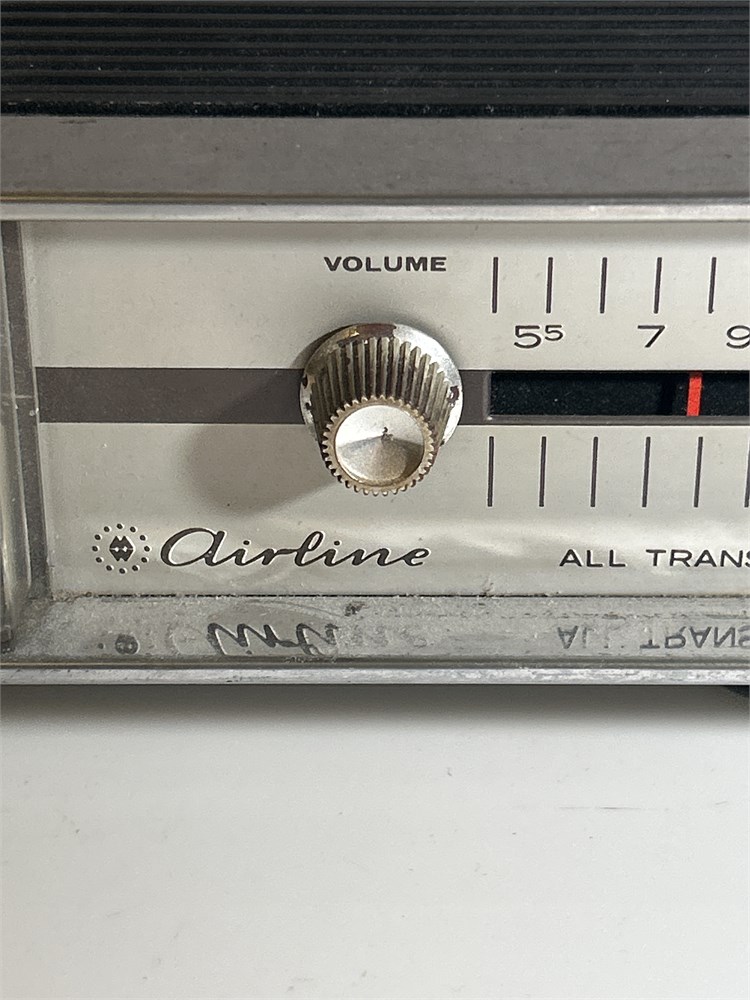 VOLUME
55 7 9
Airline
ALL TRANS